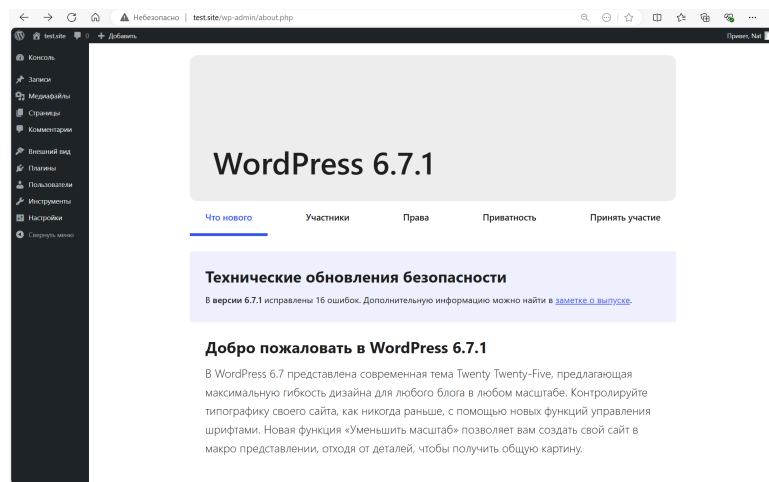 Небезопасно | test.site/wp-admin/about.php
test.site 0 + Добавить Привет, Nat
Консоль
Записи
Медиафайлы
Страницы
Комментарии
Внешний вид
Плагины
Пользователи
Инструменты
Настройки
Свернуть меню
WordPress 6.7.1
Что нового Участники Права Приватность Принять участие
Технические обновления безопасности
В версии 6.7.1 исправлены 16 ошибок. Дополнительную информацию можно найти в заметке о выпуске.
Добро пожаловать в WordPress 6.7.1
В WordPress 6.7 представлена современная тема Twenty Twenty-Five, предлагающая
максимальную гибкость дизайна для любого блога в любом масштабе. Контролируйте
типографику своего сайта, как никогда раньше, с помощью новых функций управления
шрифтами. Новая функция «Уменьшить масштаб» позволяет вам создать свой сайт в
макро представлении, отходя от деталей, чтобы получить общую картину.